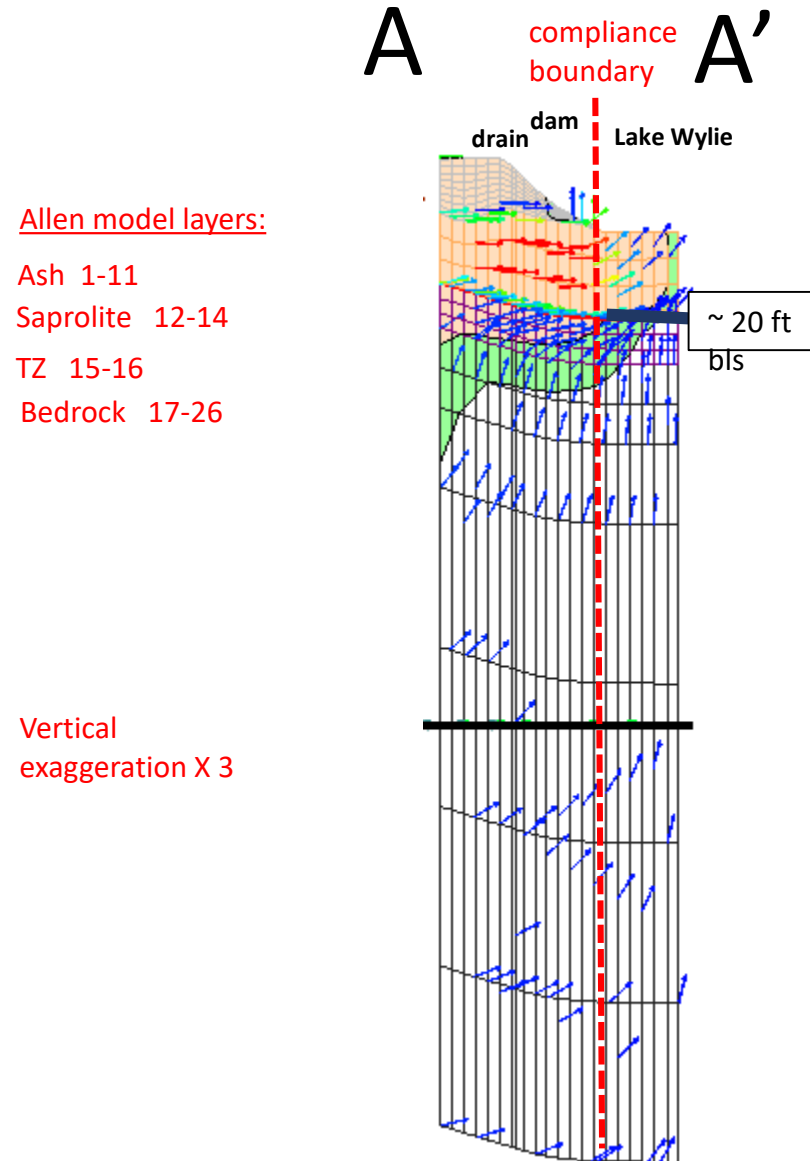 A
compliance
boundary
A’
drain
dam
Lake Wylie
Allen model layers:
Ash 1-11
Saprolite 12-14
TZ 15-16
Bedrock 17-26
~ 20 ft
bls
Vertical
exaggeration X 3